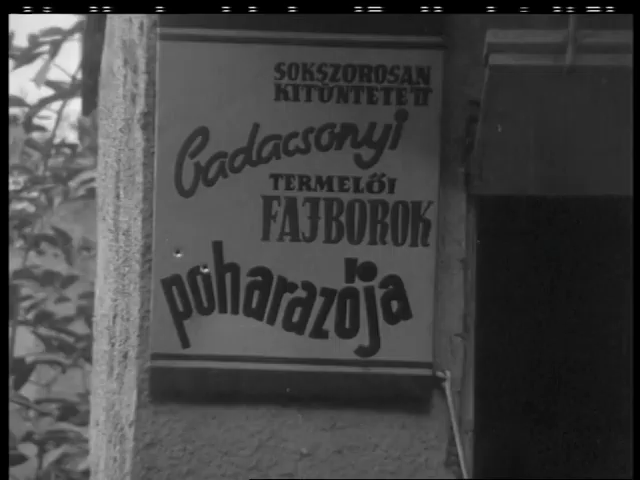 SOKSZOROSAN
KITÜNTETETT
Badacsonyi
TERMELŐI
FAJBOROK
poharazója